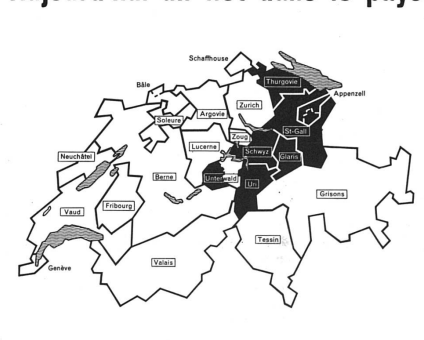 Schaffhouse
Thurgovie
Bâle
Appenzell
Zurich
Argovie
Soleure
St-Gall
Zoug
Lucerne
Schwyz
Glaris
Neuchâtel
Berne
Unterwald
Uri
Grisons
Fribourg
Vaud
Tessin
Valais
Genève